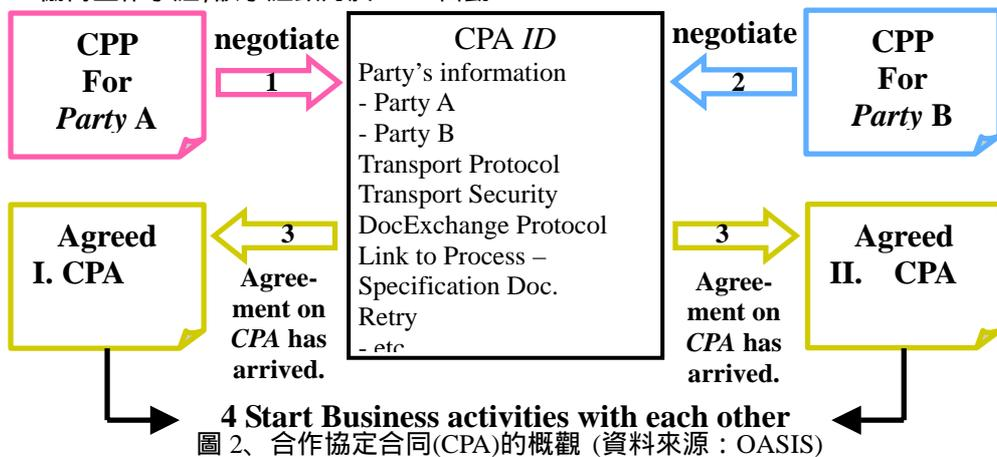 CPP
For
Party A
negotiate
1
CPA ID
Party's information
- Party A
- Party B
Transport Protocol
Transport Security
DocExchange Protocol
Link to Process –
Specification Doc.
Retry
- etc
negotiate
2
CPP
For
Party B
Agreed
I. CPA
3
Agree-
ment on
CPA has
arrived.
3
Agree-
ment on
CPA has
arrived.
Agreed
II. CPA
4 Start Business activities with each other
圖 2、合作協定合同(CPA)的概觀 (資料來源：OASIS)